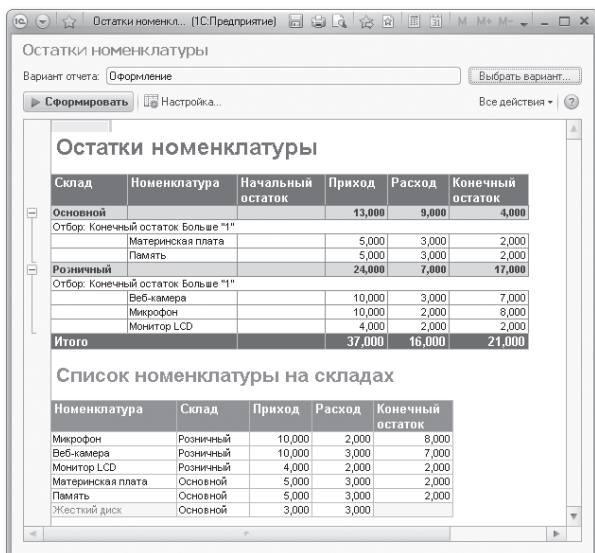 1С Остатки номенкл... (1С:Предприятие) M M+ M-
Остатки номенклатуры
Вариант отчета: Оформление Выбрать вариант...
Сформировать Настройка... Все действия ?
Остатки номенклатуры
Склад Номенклатура Начальный остаток Приход Расход Конечный остаток
Основной 13,000 9,000 4,000
Отбор: Конечный остаток Больше "1"
Материнская плата 5,000 3,000 2,000
Память 5,000 3,000 2,000
Розничный 24,000 7,000 17,000
Отбор: Конечный остаток Больше "1"
Веб-камера 10,000 3,000 7,000
Микрофон 10,000 2,000 8,000
Монитор LCD 4,000 2,000 2,000
Итого 37,000 16,000 21,000
Список номенклатуры на складах
Номенклатура Склад Приход Расход Конечный остаток
Микрофон Розничный 10,000 2,000 8,000
Веб-камера Розничный 10,000 3,000 7,000
Монитор LCD Розничный 4,000 2,000 2,000
Материнская плата Основной 5,000 3,000 2,000
Память Основной 5,000 3,000 2,000
Жесткий диск Основной 3,000 3,000